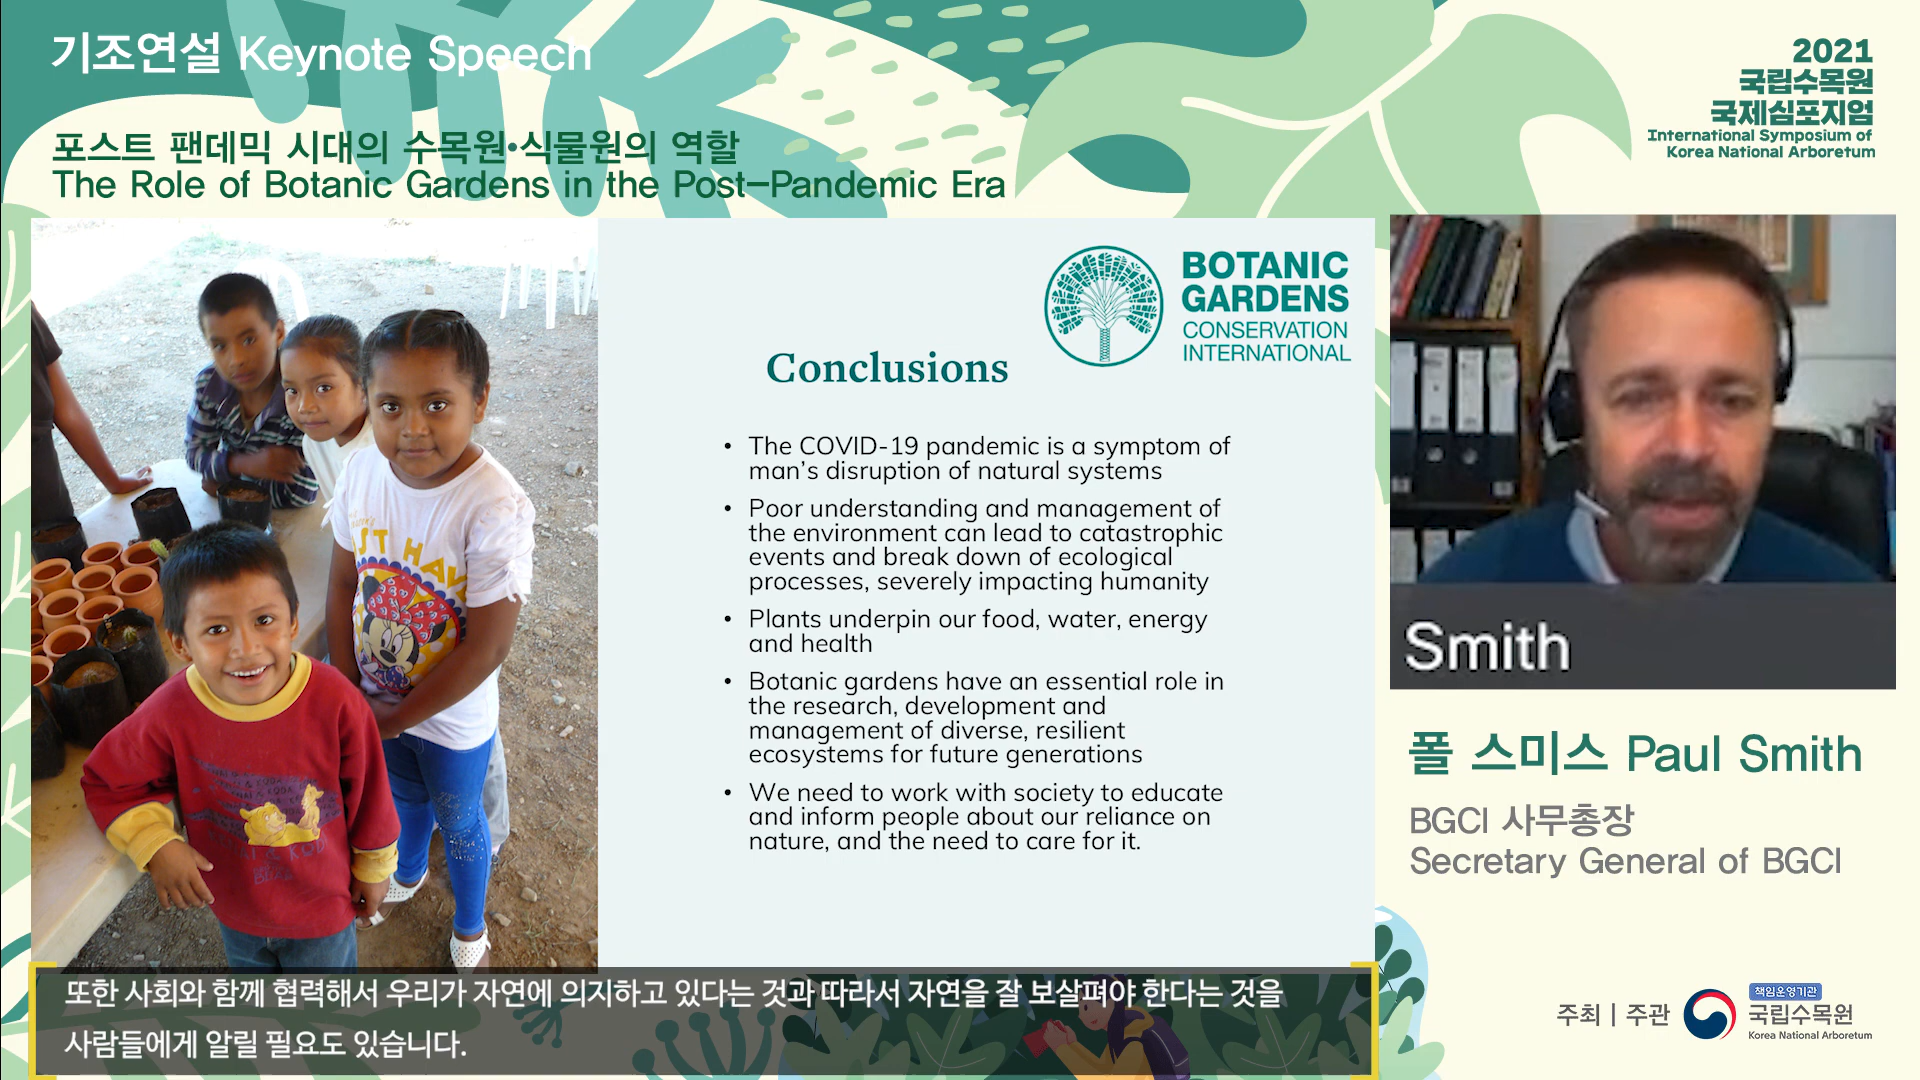 기조연설 Keynote Speech
포스트 팬데믹 시대의 수목원•식물원의 역할
The Role of Botanic Gardens in the Post-Pandemic Era
2021
국립수목원
국제심포지엄
International Symposium of
Korea National Arboretum
BOTANIC
GARDENS
CONSERVATION
INTERNATIONAL
Conclusions
• The COVID-19 pandemic is a symptom of
man's disruption of natural systems
• Poor understanding and management of
the environment can lead to catastrophic
events and break down of ecological
processes, severely impacting humanity
• Plants underpin our food, water, energy
and health
• Botanic gardens have an essential role in
the research, development and
management of diverse, resilient
ecosystems for future generations
• We need to work with society to educate
and inform people about our reliance on
nature, and the need to care for it.
Smith
폴 스미스 Paul Smith
BGCI 사무총장
Secretary General of BGCI
또한 사회와 함께 협력해서 우리가 자연에 의지하고 있다는 것과 따라서 자연을 잘 보살펴야 한다는 것을
사람들에게 알릴 필요도 있습니다.
주최 | 주관
책임운영기관
국립수목원
Korea National Arboretum